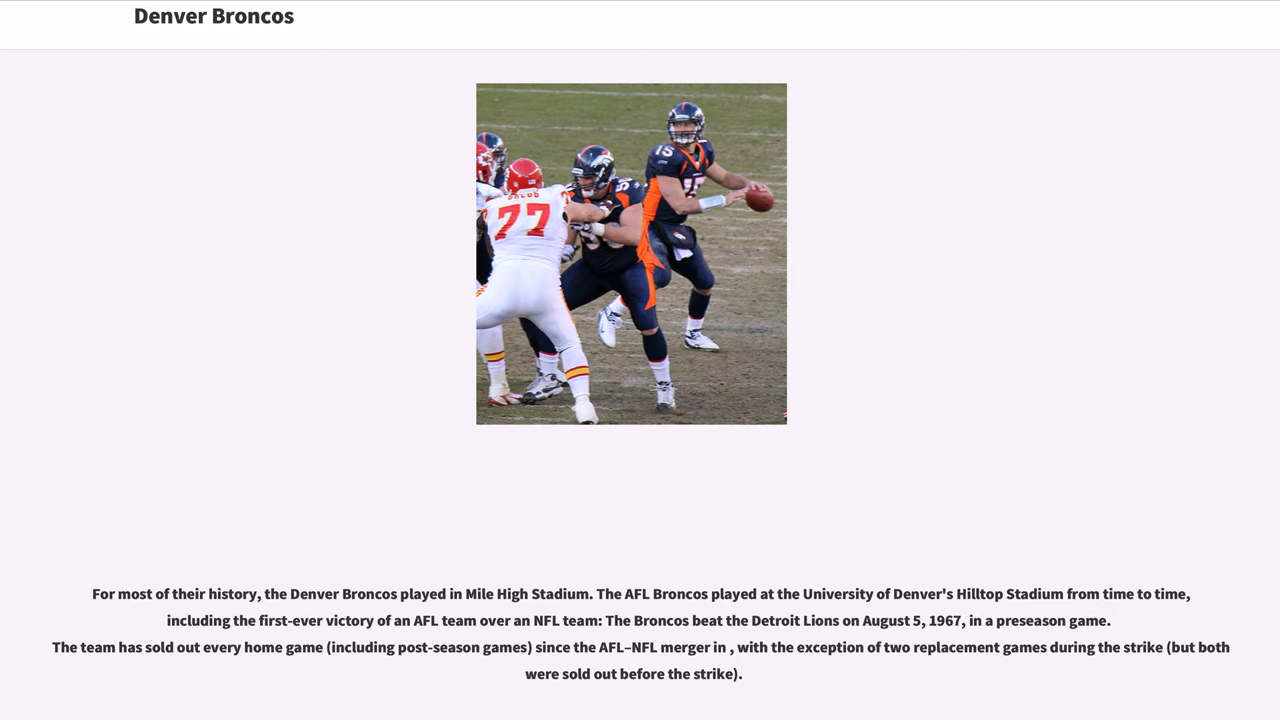 Denver Broncos
15
77
For most of their history, the Denver Broncos played in Mile High Stadium. The AFL Broncos played at the University of Denver's Hilltop Stadium from time to time,
including the first-ever victory of an AFL team over an NFL team: The Broncos beat the Detroit Lions on August 5, 1967, in a preseason game.
The team has sold out every home game (including post-season games) since the AFL–NFL merger in , with the exception of two replacement games during the strike (but both
were sold out before the strike).